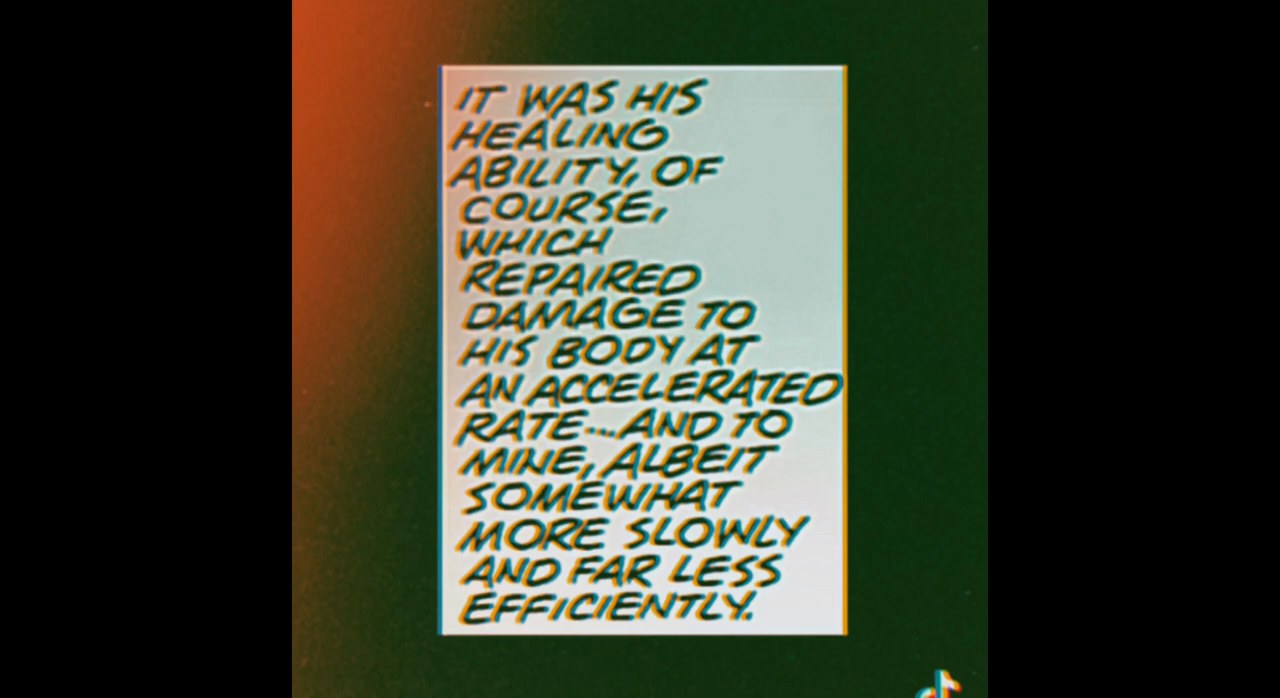 IT WAS HIS
HEALING
ABILITY, OF
COURSE,
WHICH
REPAIRED
DAMAGE TO
HIS BODY AT
AN ACCELERATED
RATE...AND TO
MINE, ALBEIT
SOMEWHAT
MORE SLOWLY
AND FAR LESS
EFFICIENTLY.